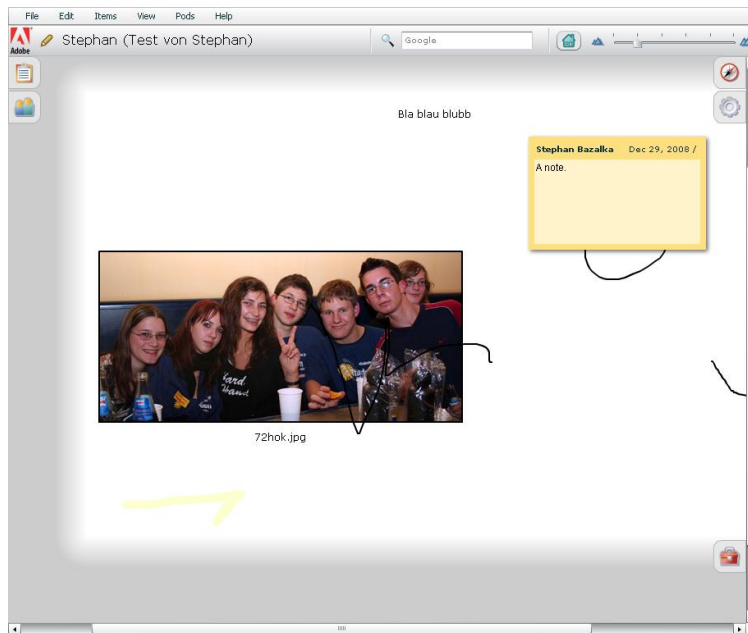 File Edit Items View Pods Help
Adobe Stephan (Test von Stephan) Google
Bla blau blubb
Stephan Bazalka Dec 29, 2008 /
A note.
Hard
72hok.jpg